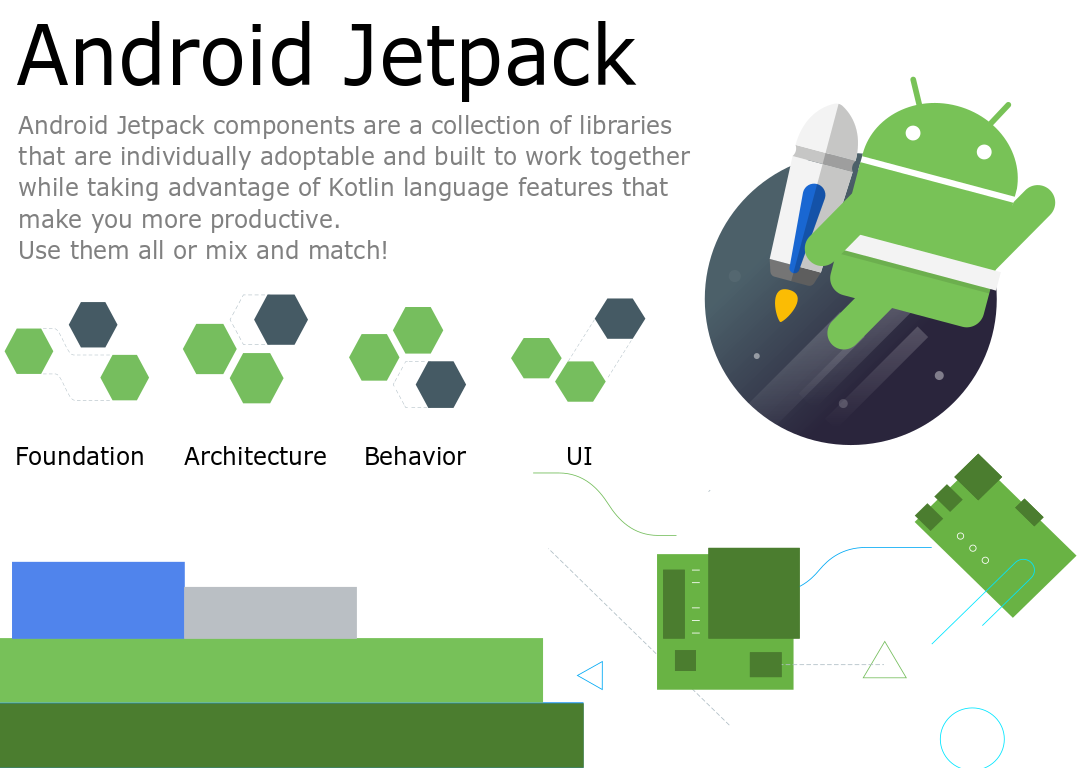 Android Jetpack
Android Jetpack components are a collection of libraries
that are individually adoptable and built to work together
while taking advantage of Kotlin language features that
make you more productive.
Use them all or mix and match!
Foundation
Architecture
Behavior
UI